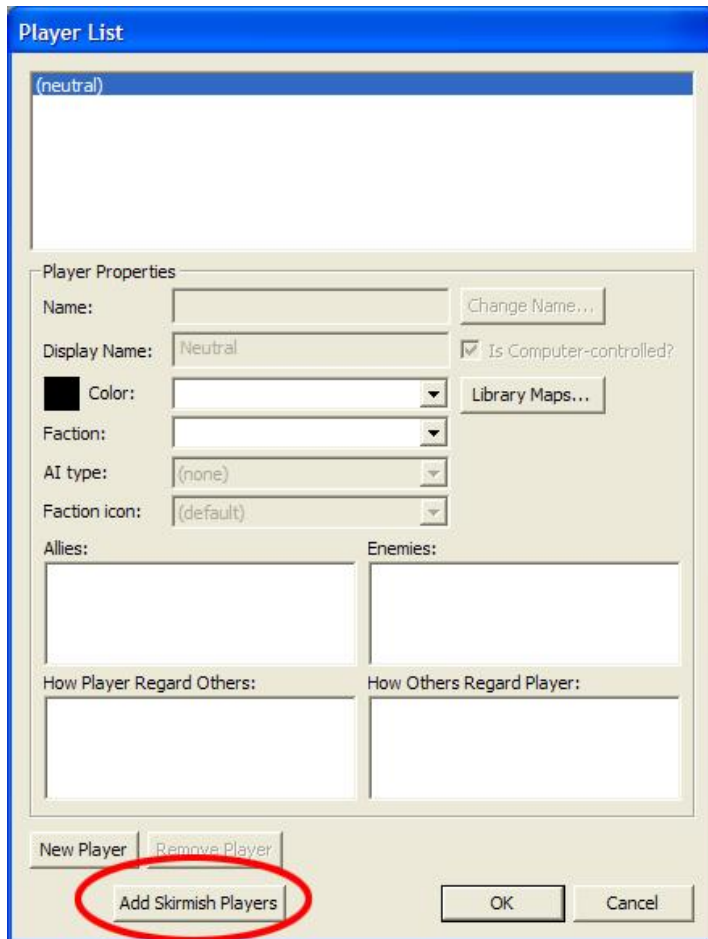 Player List
(neutral)
Player Properties
Name:
Change Name...
Display Name:
Neutral
Is Computer-controlled?
Color:
Library Maps...
Faction:
AI type:
(none)
Faction icon:
(default)
Allies:
Enemies:
How Player Regard Others:
How Others Regard Player:
New Player
Remove Player
Add Skirmish Players
OK
Cancel